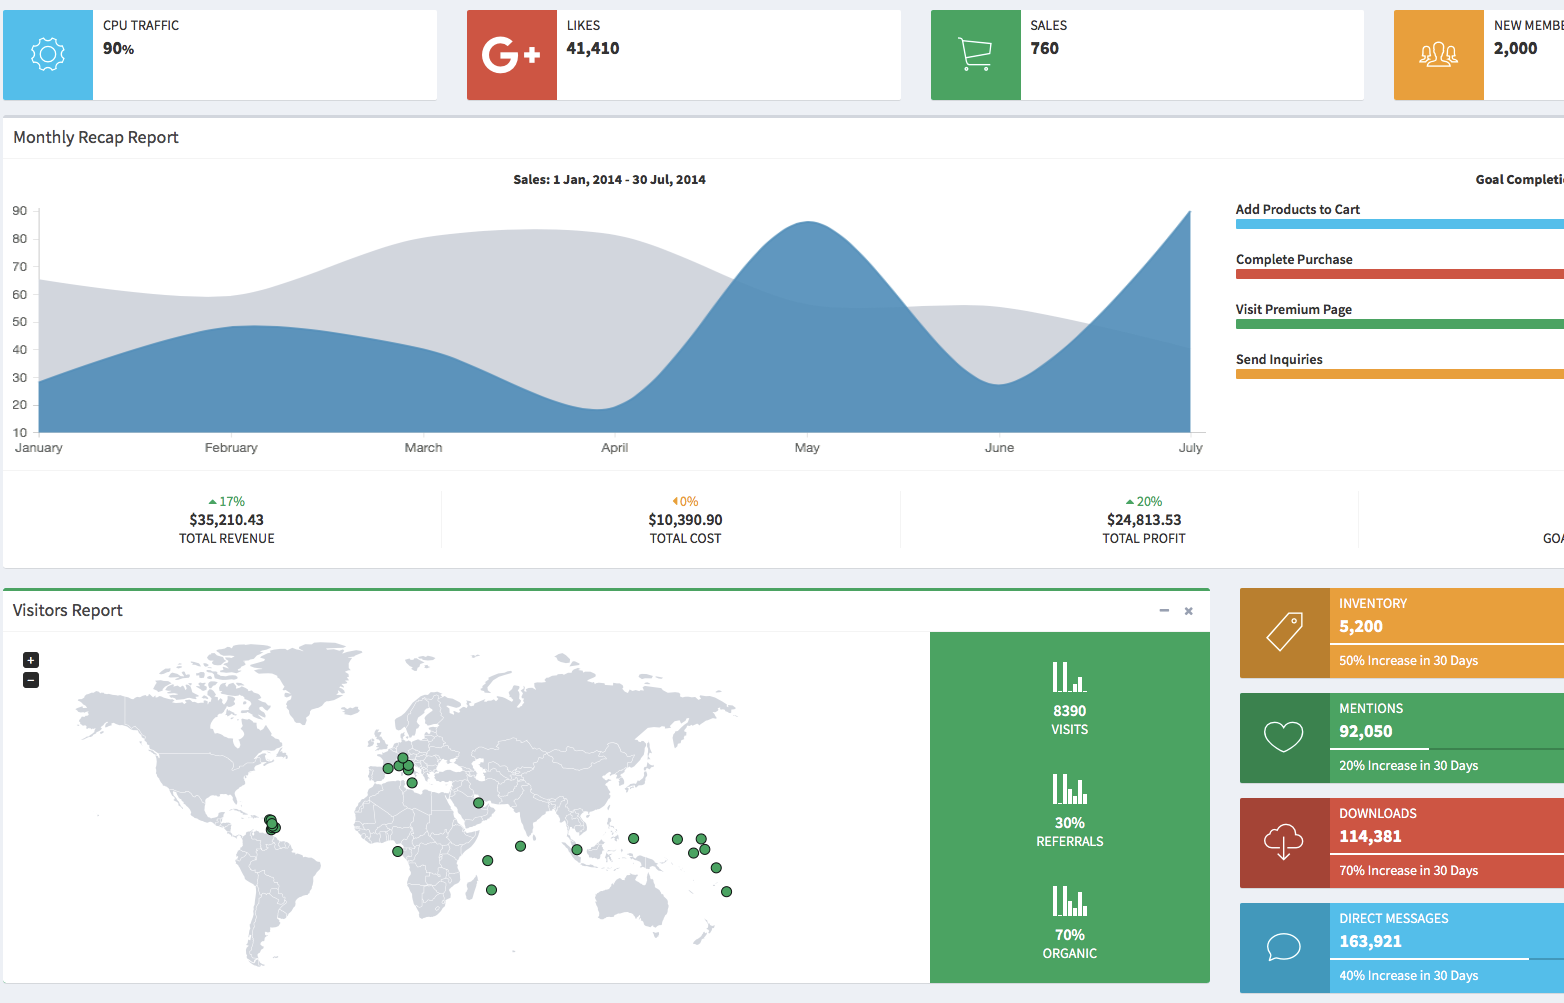 CPU TRAFFIC
90%
LIKES
41,410
G+
SALES
760
NEW MEMBE
2,000
Monthly Recap Report
Sales: 1 Jan, 2014 - 30 Jul, 2014
Goal Completi
90
80
70
60
50
40
30
20
10
January February March April May June July
Add Products to Cart
Complete Purchase
Visit Premium Page
Send Inquiries
17%
$35,210.43
TOTAL REVENUE
0%
$10,390.90
TOTAL COST
20%
$24,813.53
TOTAL PROFIT
GOA
Visitors Report
+
−
8390
VISITS
30%
REFERRALS
70%
ORGANIC
INVENTORY
5,200
50% Increase in 30 Days
MENTIONS
92,050
20% Increase in 30 Days
DOWNLOADS
114,381
70% Increase in 30 Days
DIRECT MESSAGES
163,921
40% Increase in 30 Days